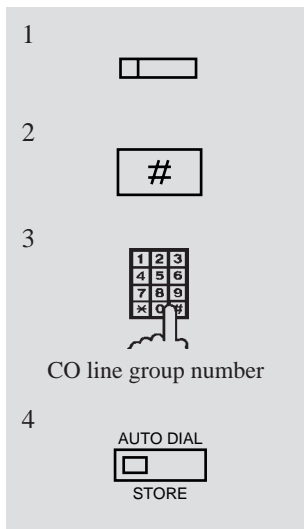 1
2
#
3
1 2 3
4 5 6
7 8 9
* 0 #
CO line group number
4
AUTO DIAL
STORE